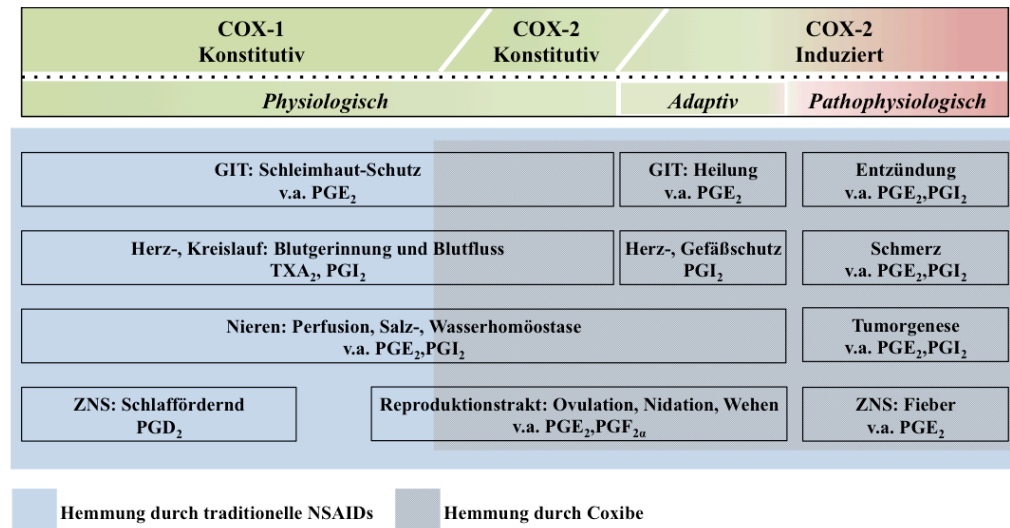 COX-1
Konstitutiv
COX-2
Konstitutiv
COX-2
Induziert
Physiologisch
Adaptiv
Pathophysiologisch
GIT: Schleimhaut-Schutz
v.a. PGE₂
GIT: Heilung
v.a. PGE₂
Entzündung
v.a. PGE₂,PGI₂
Herz-, Kreislauf: Blutgerinnung und Blutfluss
TXA₂, PGI₂
Herz-, Gefäßschutz
PGI₂
Schmerz
v.a. PGE₂,PGI₂
Nieren: Perfusion, Salz-, Wasserhomöostase
v.a. PGE₂,PGI₂
Tumorgenese
v.a. PGE₂,PGI₂
ZNS: Schlaffördernd
PGD₂
Reproduktionstrakt: Ovulation, Nidation, Wehen
v.a. PGE₂,PGF₂α
ZNS: Fieber
v.a. PGE₂
Hemmung durch traditionelle NSAIDs
Hemmung durch Coxibe